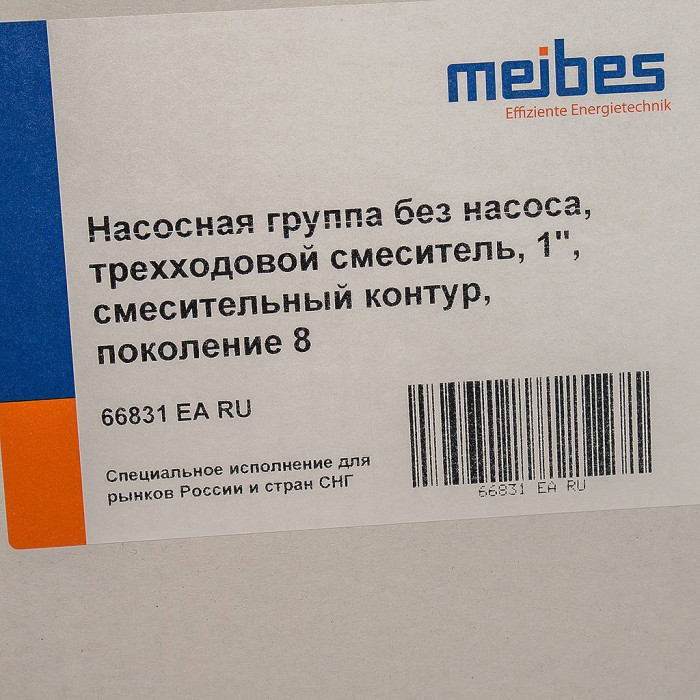 meibes
Effiziente Energietechnik
Насосная группа без насоса,
трехходовой смеситель, 1",
смесительный контур,
поколение 8
66831 EA RU
Специальное исполнение для
рынков России и стран СНГ
66831 EA RU